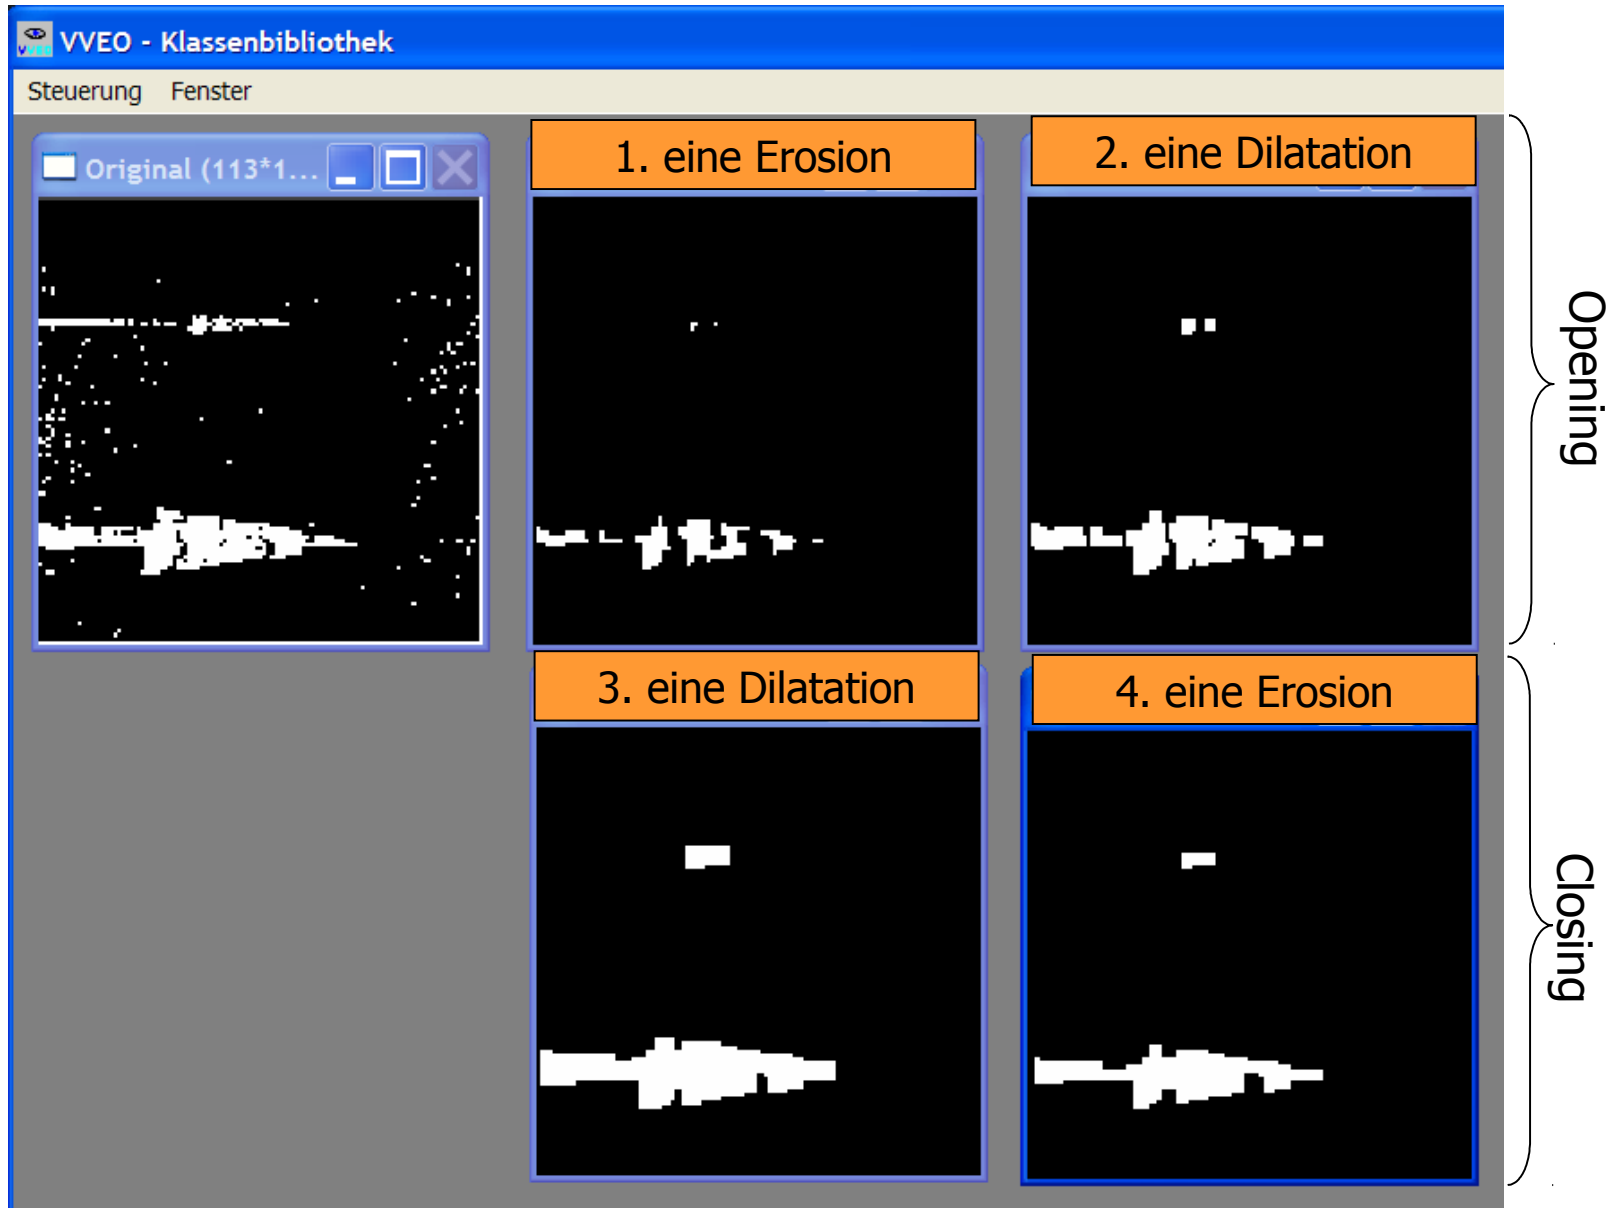 VVEO - Klassenbibliothek
Steuerung Fenster
Original (113*1...
1. eine Erosion
2. eine Dilatation
Opening
3. eine Dilatation
4. eine Erosion
Closing